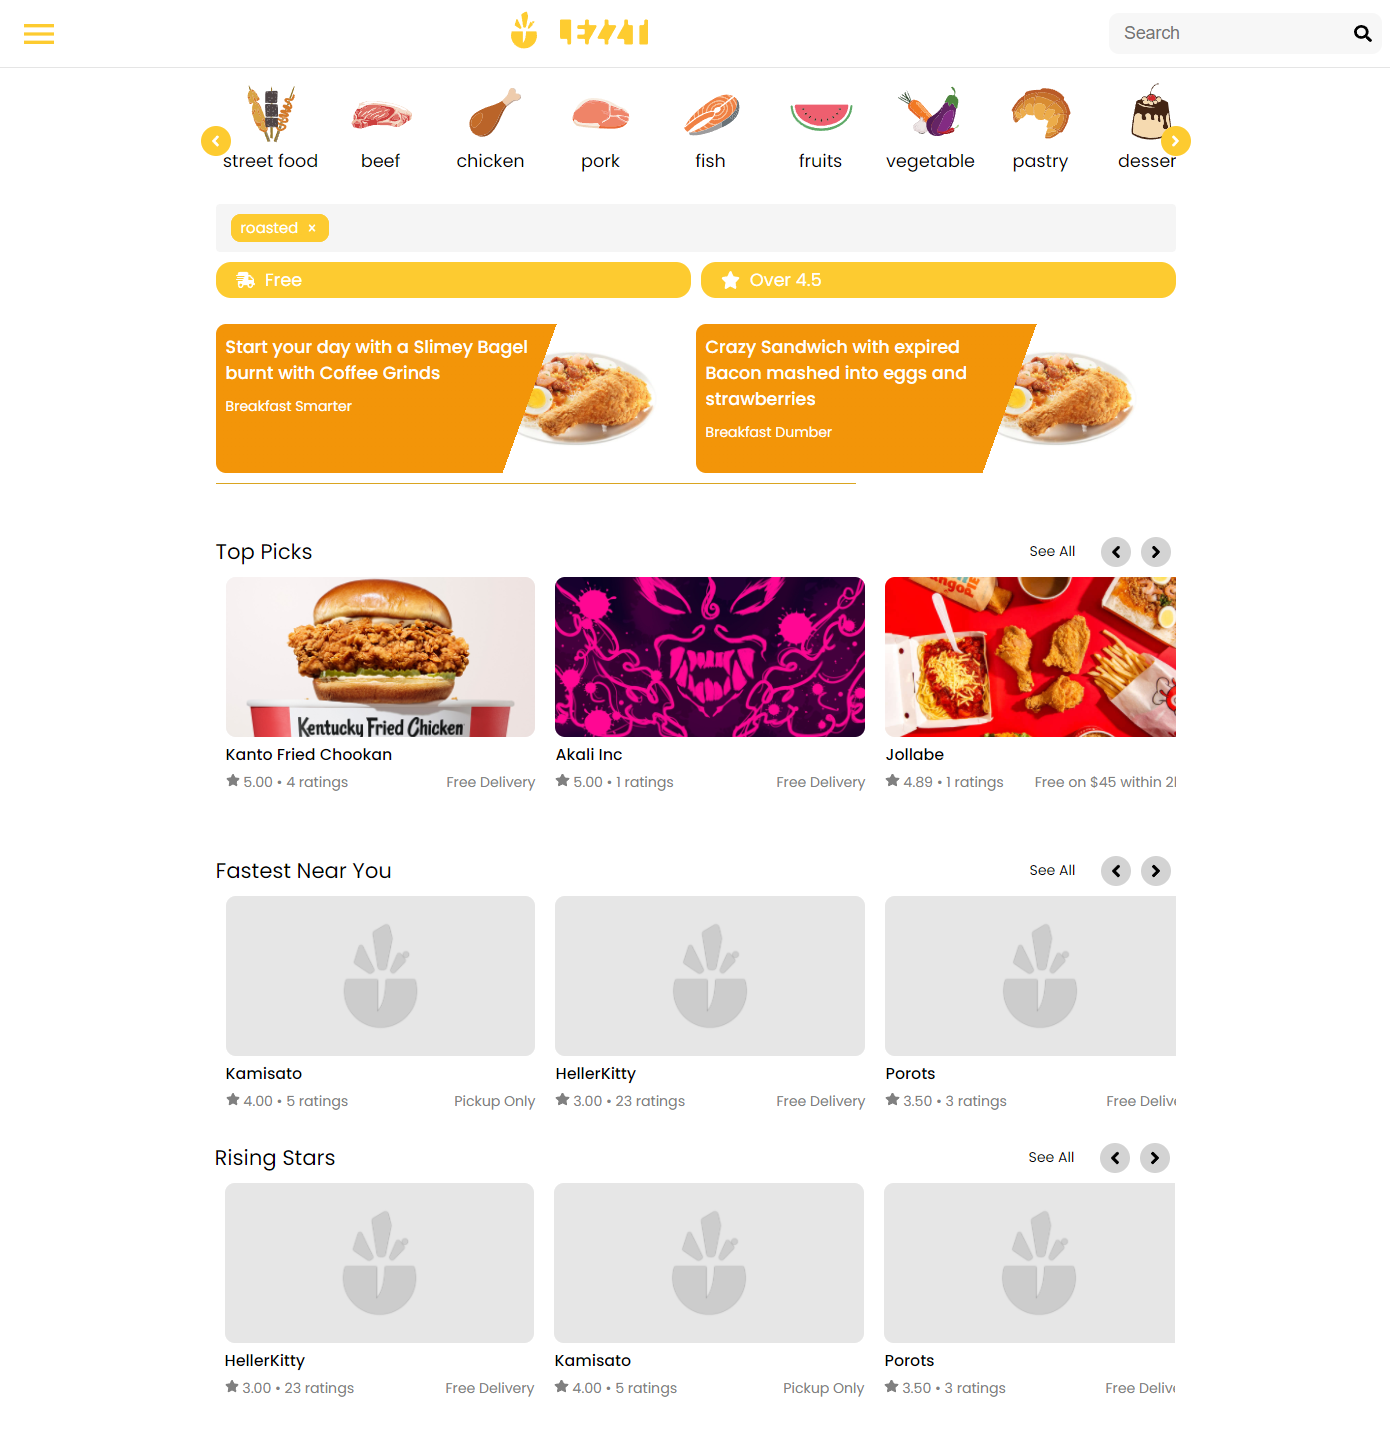 Search
street food beef chicken pork fish fruits vegetable pastry desser
roasted ×
Free Over 4.5
Start your day with a Slimey Bagel
burnt with Coffee Grinds
Breakfast Smarter
Crazy Sandwich with expired
Bacon mashed into eggs and
strawberries
Breakfast Dumber
Top Picks See All
Kentucky Fried Chicken
Kanto Fried Chookan
5.00 • 4 ratings Free Delivery
Akali Inc
5.00 • 1 ratings Free Delivery
Jollabe
4.89 • 1 ratings Free on $45 within 2
Fastest Near You See All
Kamisato
4.00 • 5 ratings Pickup Only
HellerKitty
3.00 • 23 ratings Free Delivery
Porots
3.50 • 3 ratings Free Delive
Rising Stars See All
HellerKitty
3.00 • 23 ratings Free Delivery
Kamisato
4.00 • 5 ratings Pickup Only
Porots
3.50 • 3 ratings Free Delive